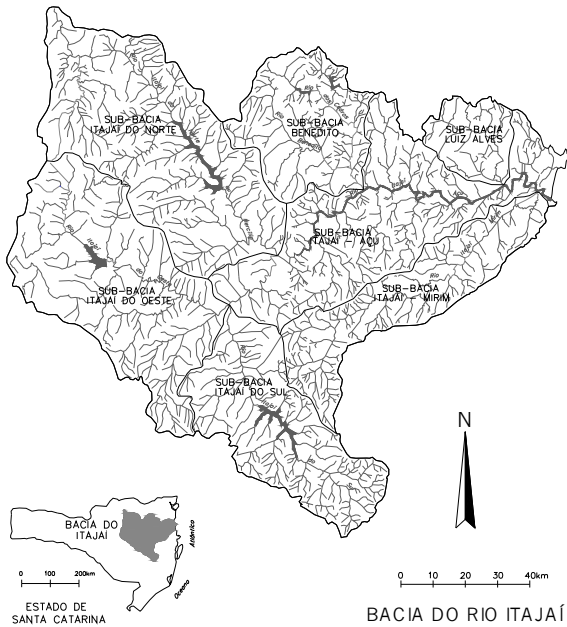 SUB-BACIA
ITAJAÍ DO NORTE
SUB-BACIA
BENEDITO
SUB-BACIA
LUIZ ALVES
SUB-BACIA
ITAJAÍ - AÇU
SUB-BACIA
ITAJAÍ DO OESTE
SUB-BACIA
ITAJAÍ - MIRIM
SUB-BACIA
ITAJAÍ DO SUL
N
BACIA DO
ITAJAÍ
Atlântico
Oceano
0 100 200km
ESTADO DE
SANTA CATARINA
0 10 20 30 40km
BACIA DO RIO ITAJAÍ